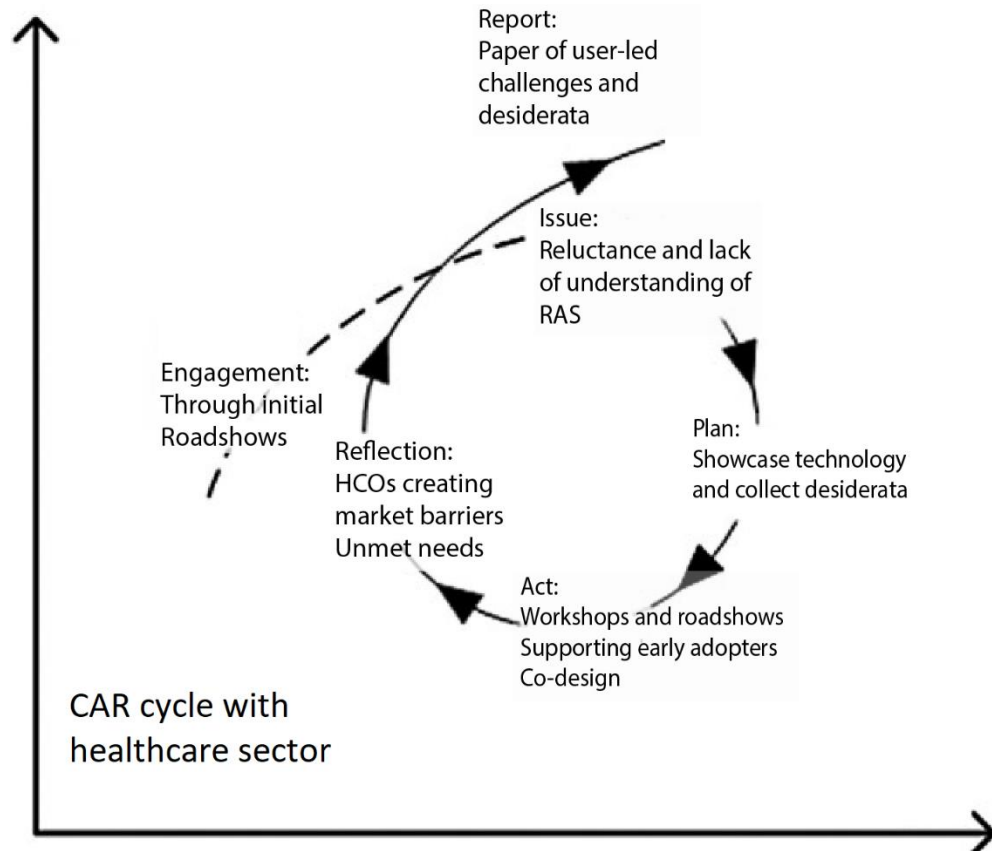 Report:
Paper of user-led
challenges and
desiderata
Issue:
Reluctance and lack
of understanding of
RAS
Engagement:
Through initial
Roadshows
Reflection:
HCOs creating
market barriers
Unmet needs
Plan:
Showcase technology
and collect desiderata
Act:
Workshops and roadshows
Supporting early adopters
Co-design
CAR cycle with
healthcare sector